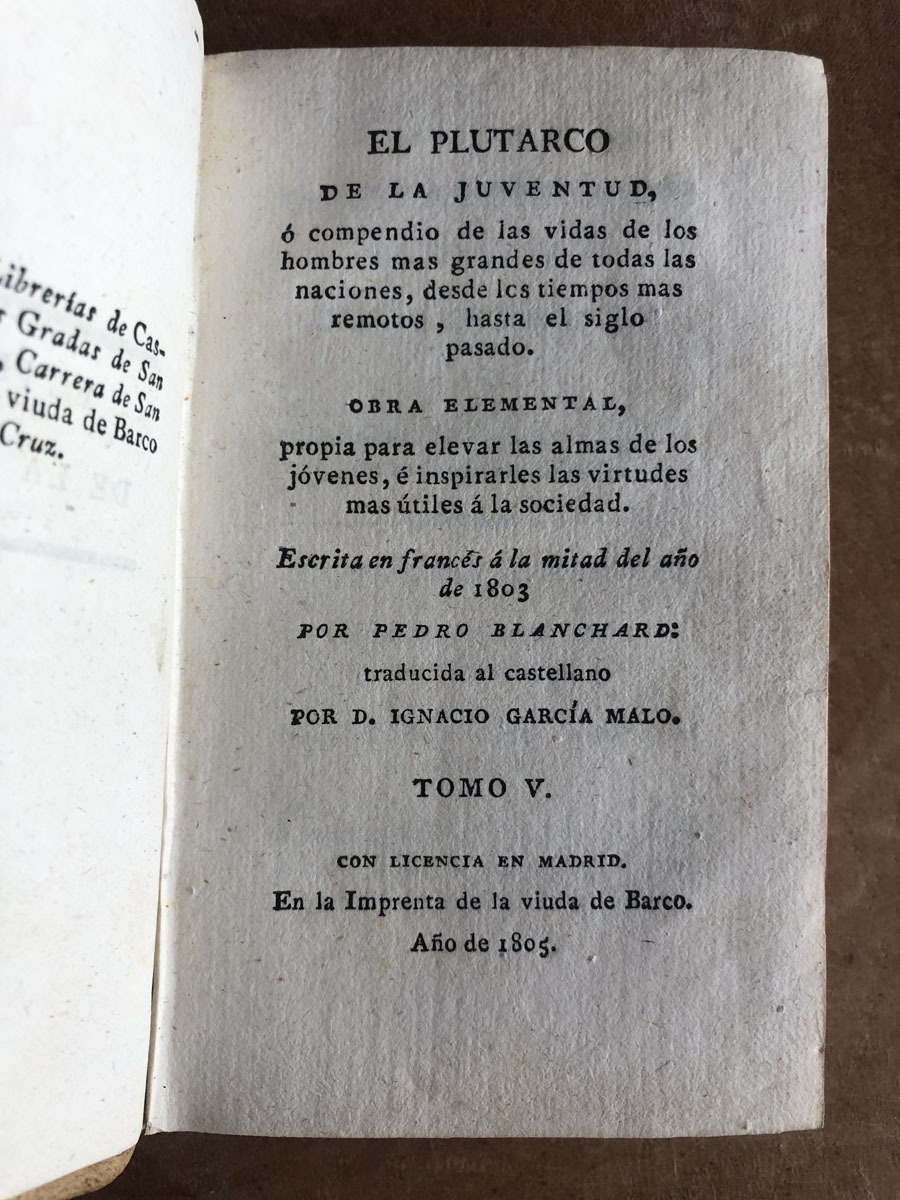 Librerías de Cas-
Gradas de San
, Carrera de San
viuda de Barco
Cruz.
EL PLUTARCO
DE LA JUVENTUD,
ó compendio de las vidas de los
hombres mas grandes de todas las
naciones, desde lcs tiempos mas
remotos , hasta el siglo
pasado.
OBRA ELEMENTAL,
propia para elevar las almas de los
jóvenes, é inspirarles las virtudes
mas útiles á la sociedad.
Escrita en francés á la mitad del año
de 1803
POR PEDRO BLANCHARD:
traducida al castellano
POR D. IGNACIO GARCÍA MALO.
TOMO V.
CON LICENCIA EN MADRID.
En la Imprenta de la viuda de Barco.
Año de 1805.